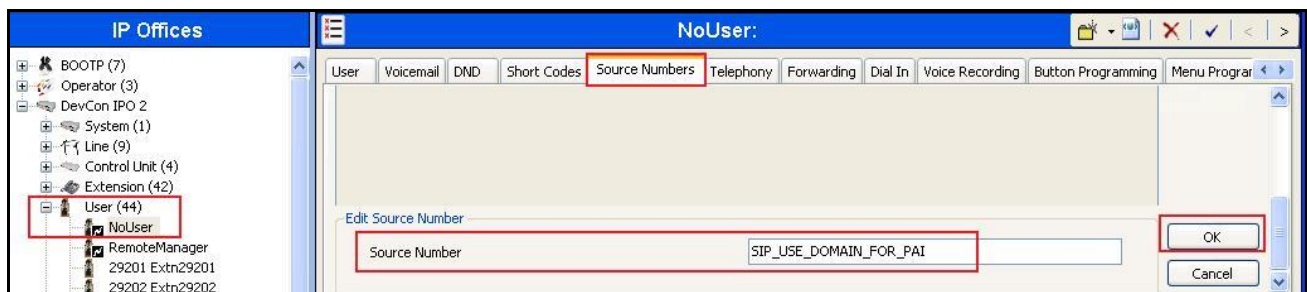 IP Offices
BOOTP (7)
Operator (3)
DevCon IPO 2
System (1)
Line (9)
Control Unit (4)
Extension (42)
User (44)
NoUser
RemoteManager
29201 Extn29201
29202 Extn29202
NoUser:
User Voicemail DND Short Codes Source Numbers Telephony Forwarding Dial In Voice Recording Button Programming Menu Prograr
Edit Source Number
Source Number SIP_USE_DOMAIN_FOR_PAI
OK
Cancel